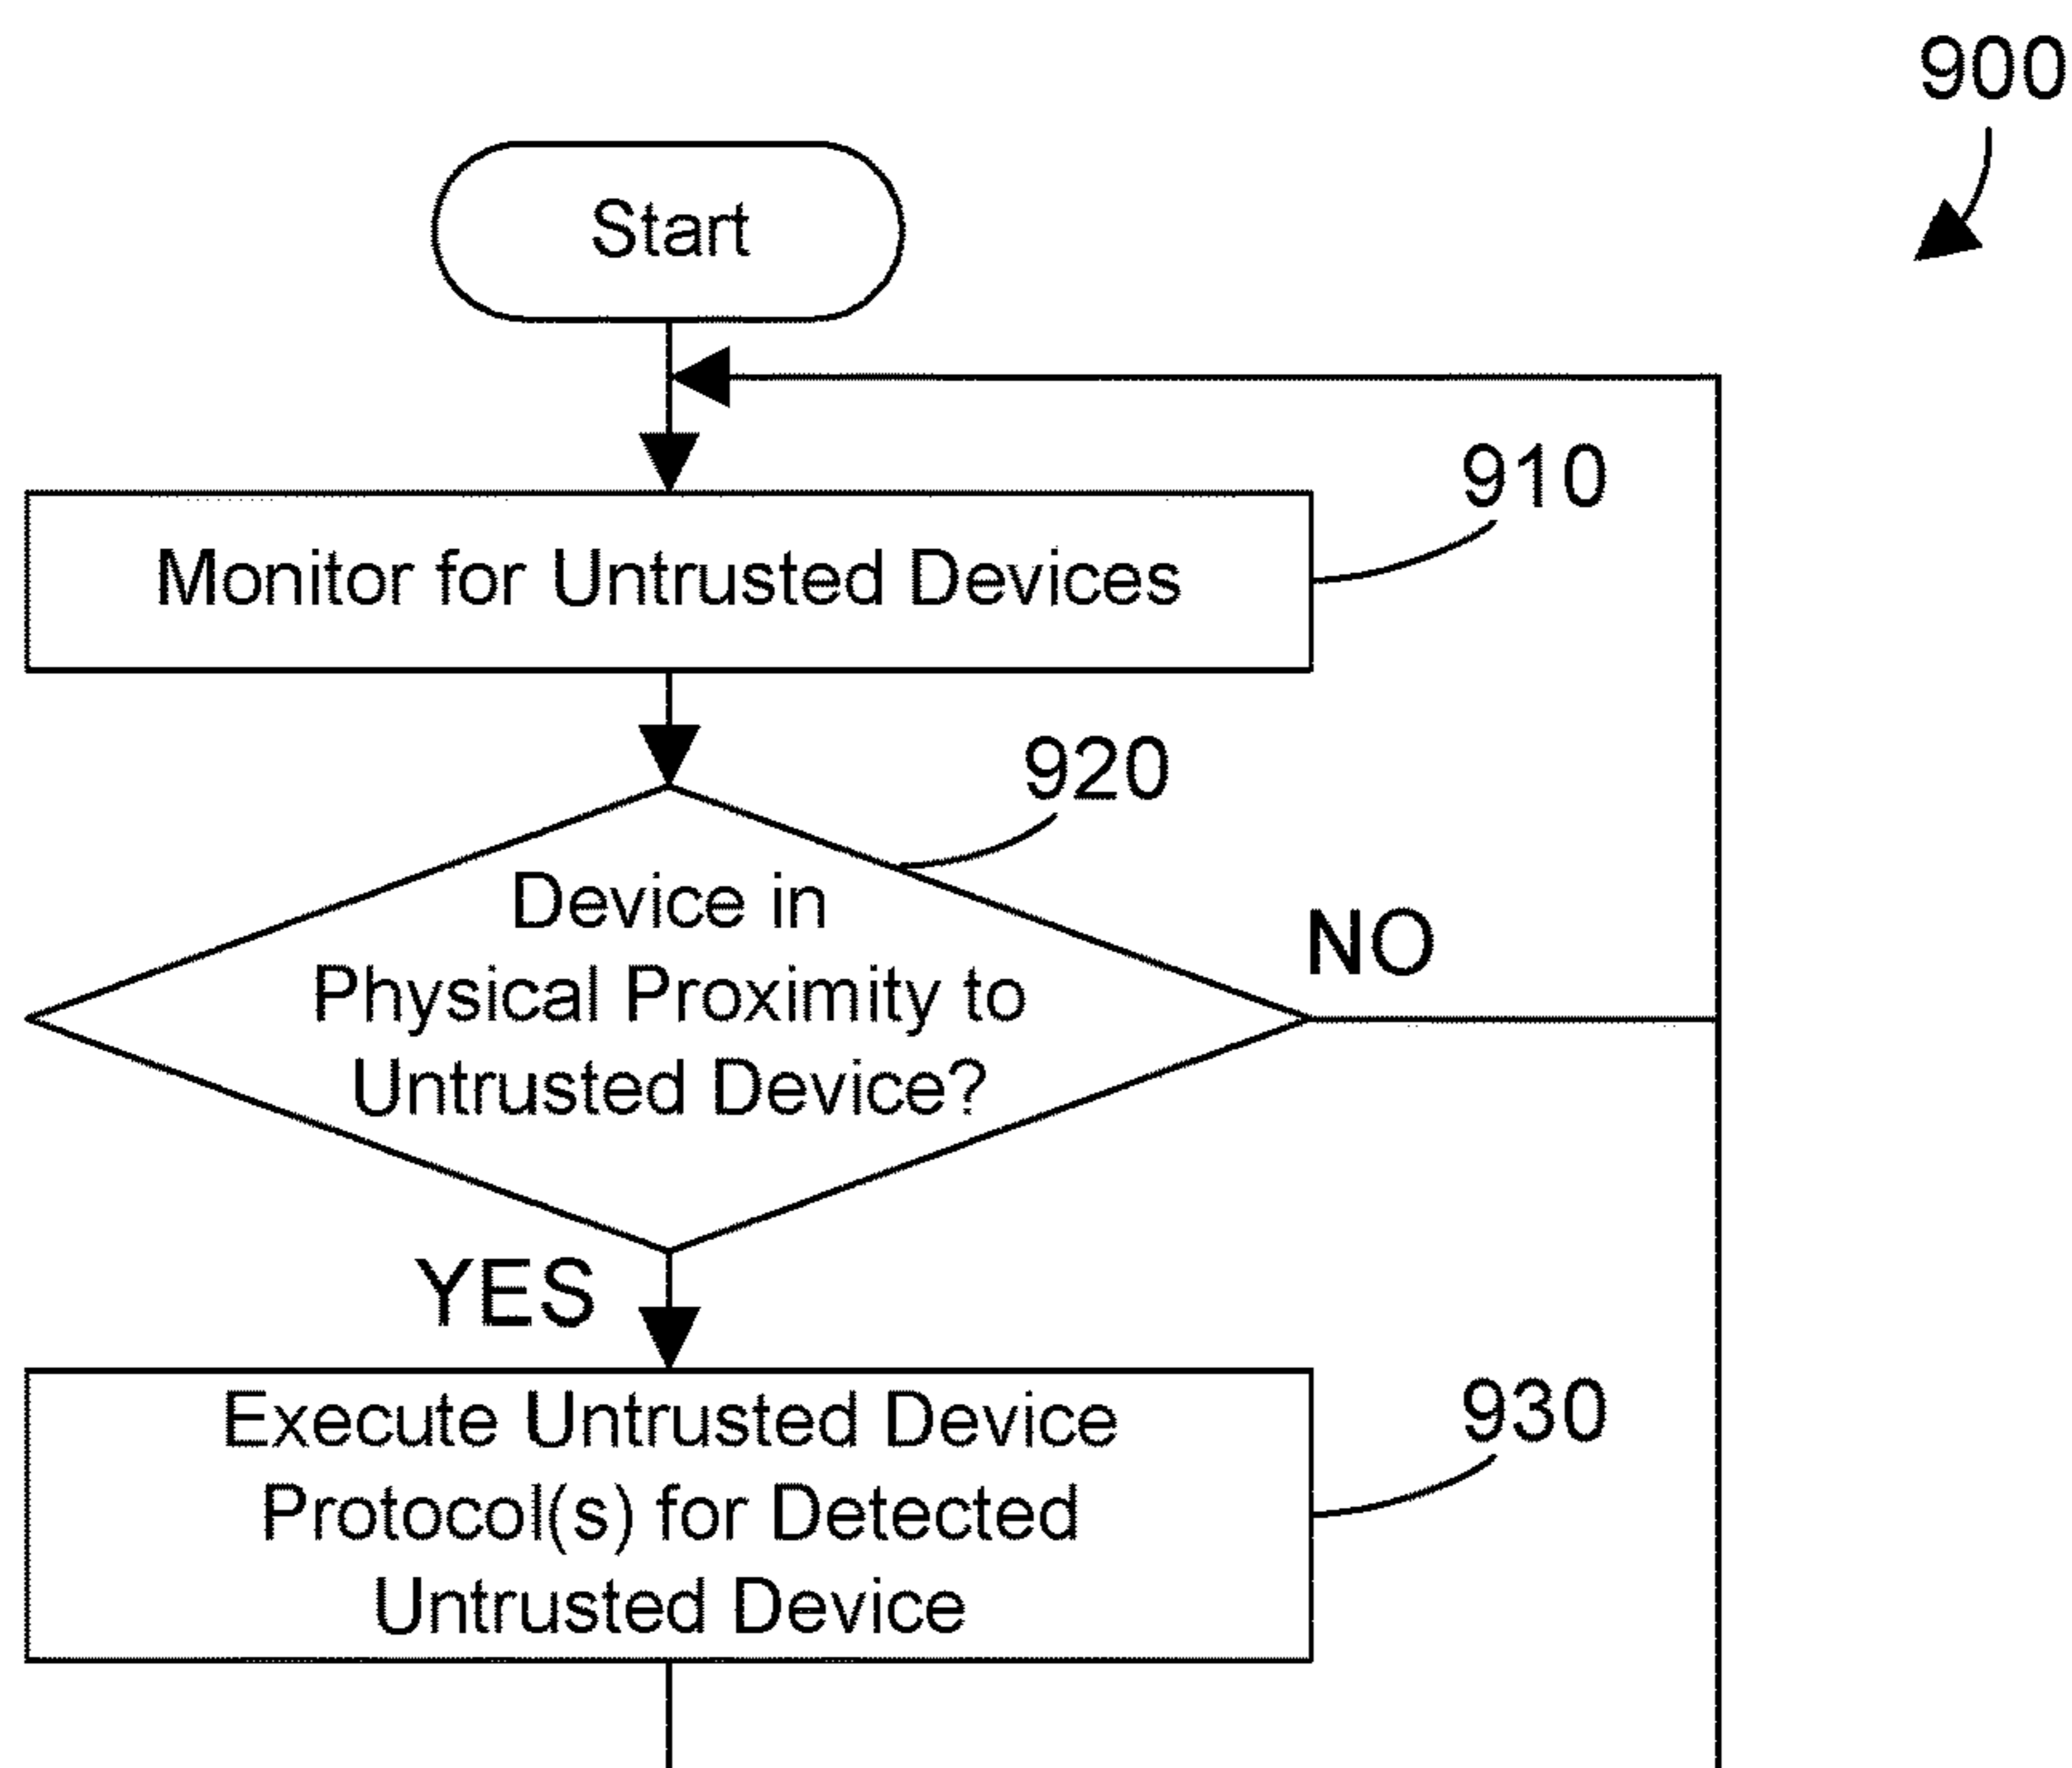 900
Start
910
Monitor for Untrusted Devices
920
Device in
Physical Proximity to
Untrusted Device?
NO
YES
930
Execute Untrusted Device
Protocol(s) for Detected
Untrusted Device